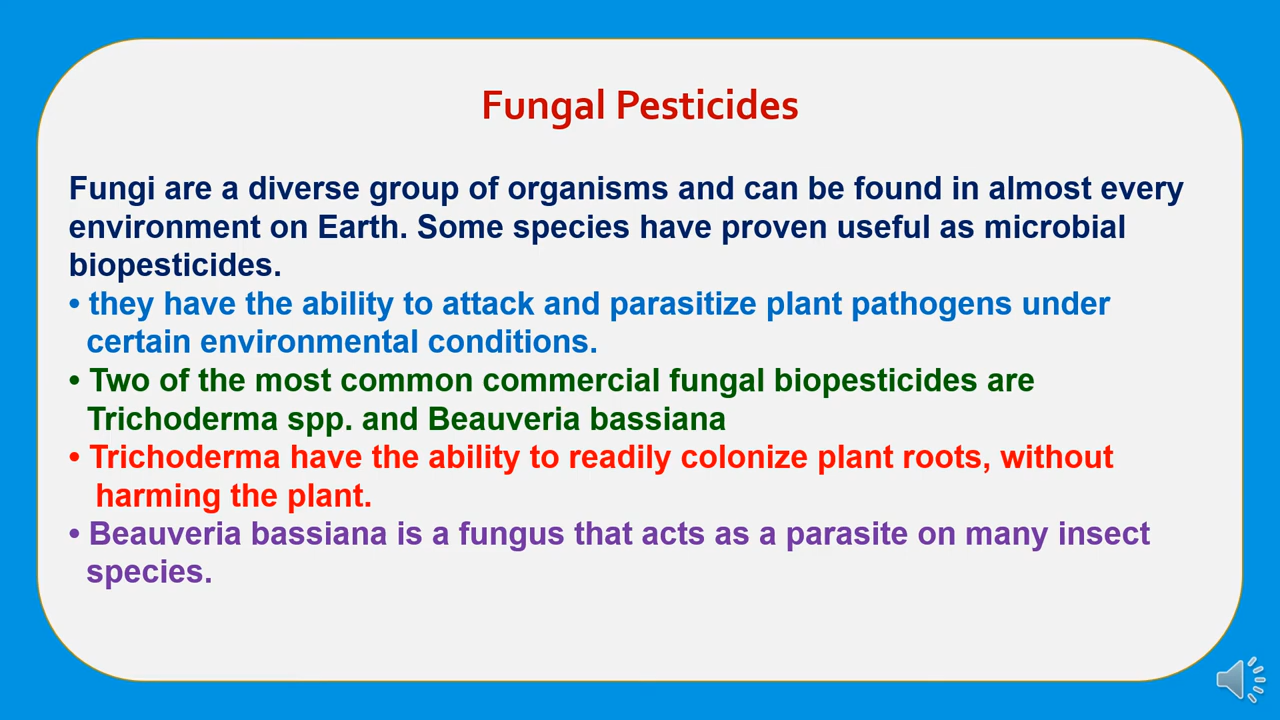 Fungal Pesticides
Fungi are a diverse group of organisms and can be found in almost every
environment on Earth. Some species have proven useful as microbial
biopesticides.
• they have the ability to attack and parasitize plant pathogens under
certain environmental conditions.
• Two of the most common commercial fungal biopesticides are
Trichoderma spp. and Beauveria bassiana
• Trichoderma have the ability to readily colonize plant roots, without
harming the plant.
• Beauveria bassiana is a fungus that acts as a parasite on many insect
species.